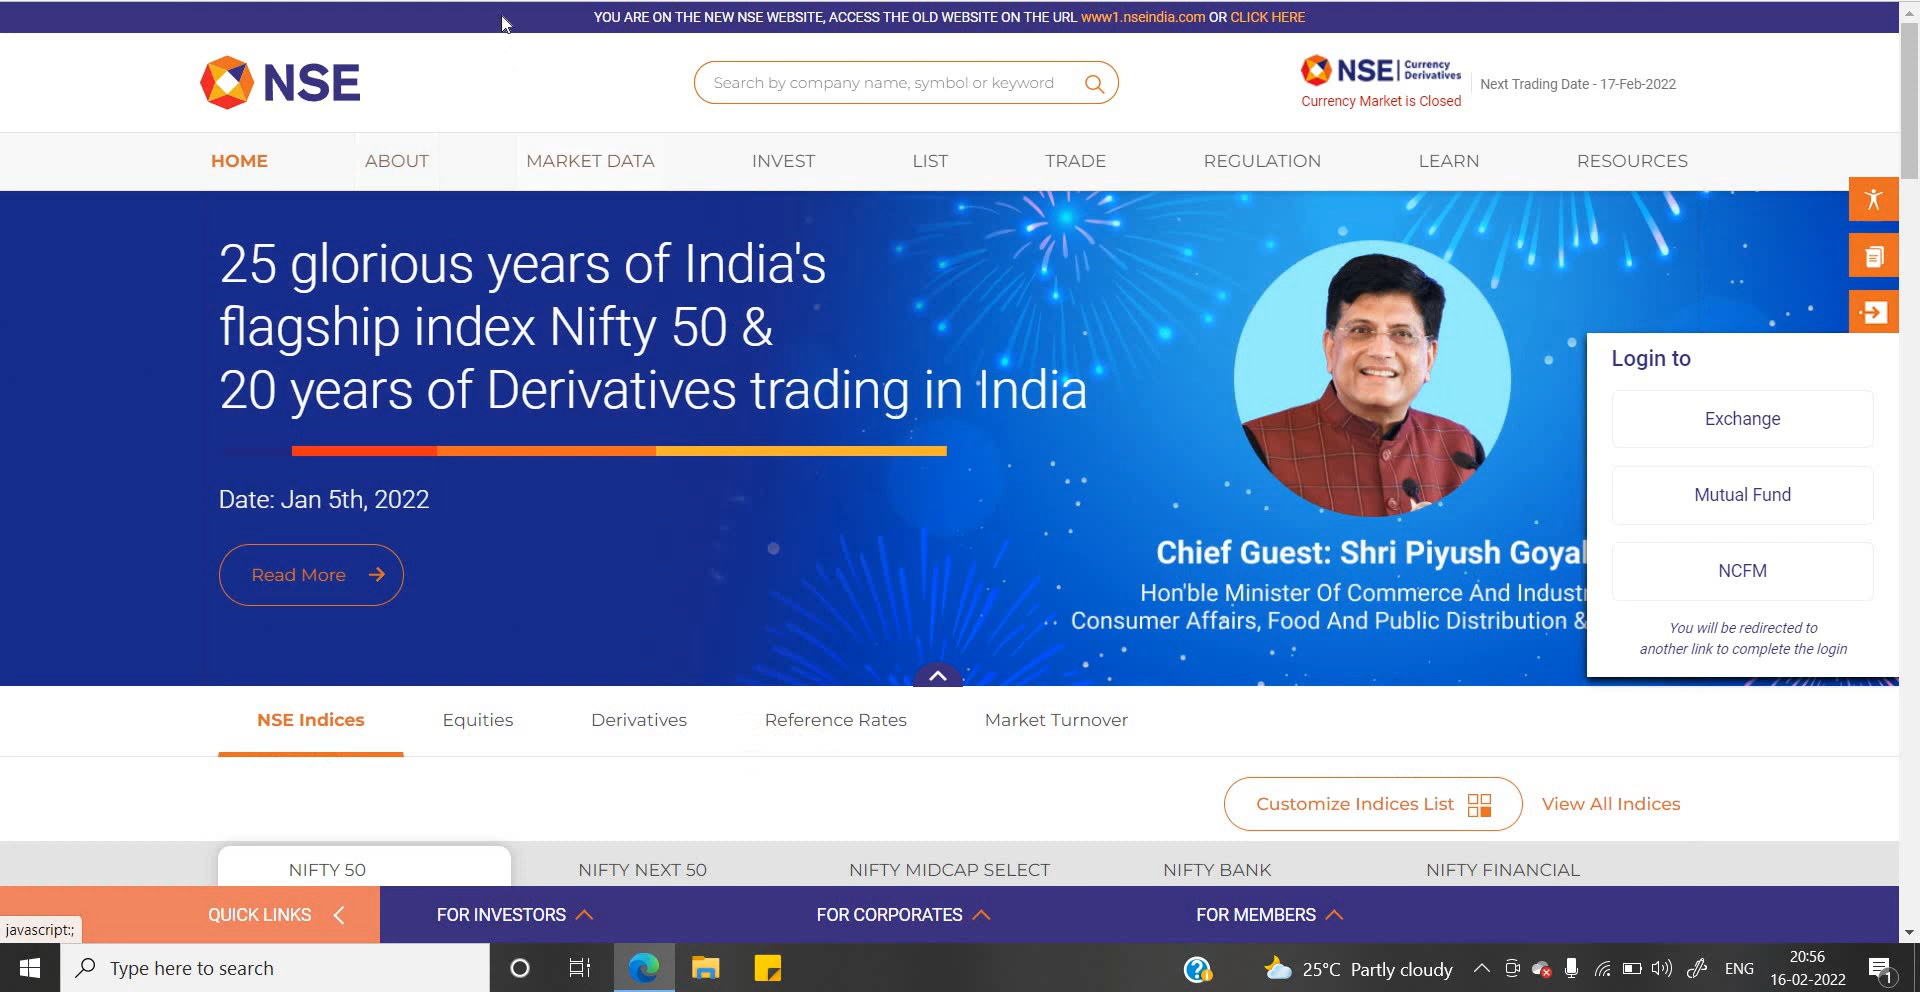 YOU ARE ON THE NEW NSE WEBSITE, ACCESS THE OLD WEBSITE ON THE URL www1.nseindia.com OR CLICK HERE
NSE
Search by company name, symbol or keyword
NSE Currency
Derivatives
Currency Market is Closed
Next Trading Date - 17-Feb-2022
HOME ABOUT MARKET DATA INVEST LIST TRADE REGULATION LEARN RESOURCES
25 glorious years of India's
flagship index Nifty 50 &
20 years of Derivatives trading in India
Date: Jan 5th, 2022
Read More
Chief Guest: Shri Piyush Goyal
Hon'ble Minister Of Commerce And Industr
Consumer Affairs, Food And Public Distribution &
Login to
Exchange
Mutual Fund
NCFM
You will be redirected to
another link to complete the login
NSE Indices Equities Derivatives Reference Rates Market Turnover
Customize Indices List View All Indices
NIFTY 50 NIFTY NEXT 50 NIFTY MIDCAP SELECT NIFTY BANK NIFTY FINANCIAL
QUICK LINKS FOR INVESTORS FOR CORPORATES FOR MEMBERS
javascript:;
Type here to search
25°C Partly cloudy
ENG
20:56
16-02-2022
1